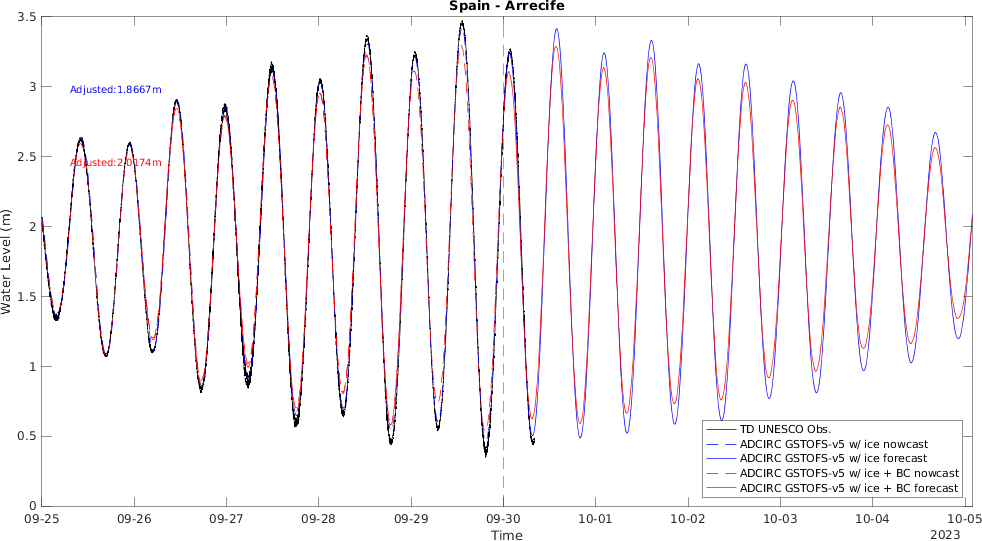 Spain - Arrecife
3.5
3
2.5
2
1.5
1
0.5
0
Water Level (m)
Adjusted:1.8667m
Adjusted:2.0174m
TD UNESCO Obs.
ADCIRC GSTOFS-v5 w/ ice nowcast
ADCIRC GSTOFS-v5 w/ ice forecast
ADCIRC GSTOFS-v5 w/ ice + BC nowcast
ADCIRC GSTOFS-v5 w/ ice + BC forecast
09-25 09-26 09-27 09-28 09-29 09-30 10-01 10-02 10-03 10-04 10-05
Time
2023